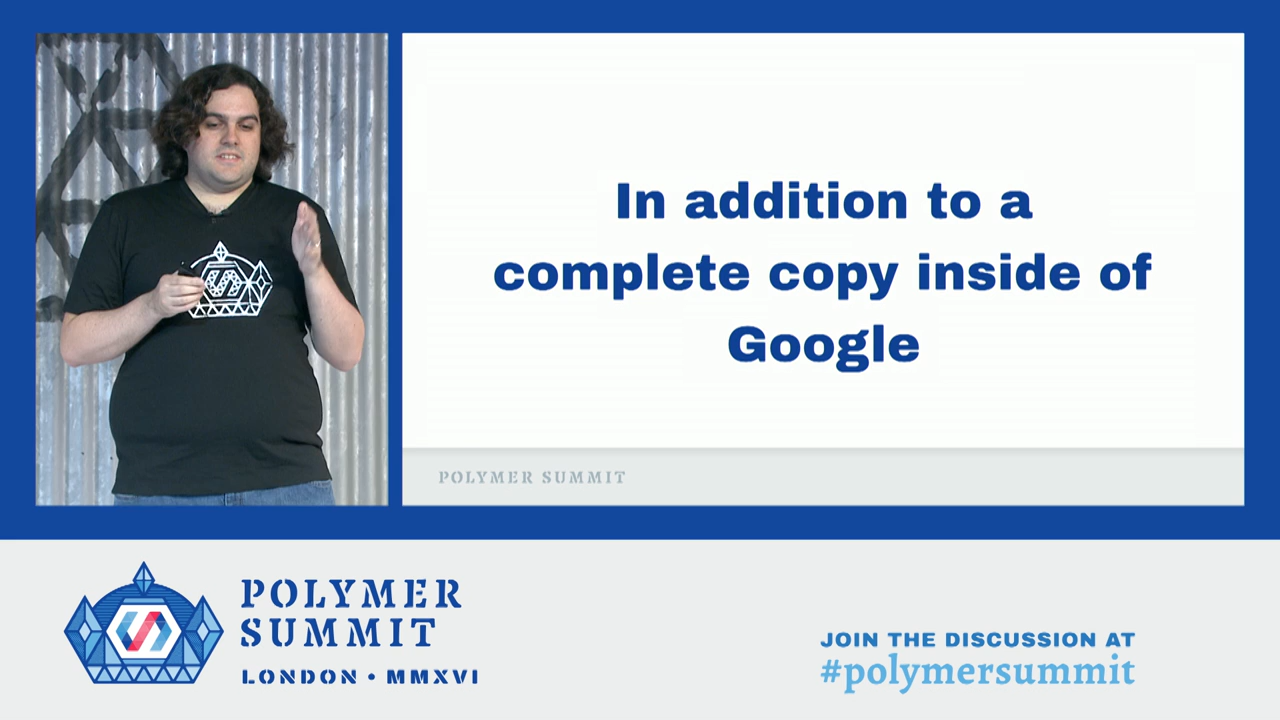 In addition to a
complete copy inside of
Google
POLYMER SUMMIT
POLYMER
SUMMIT
LONDON • MMXVI
JOIN THE DISCUSSION AT
#polymersummit